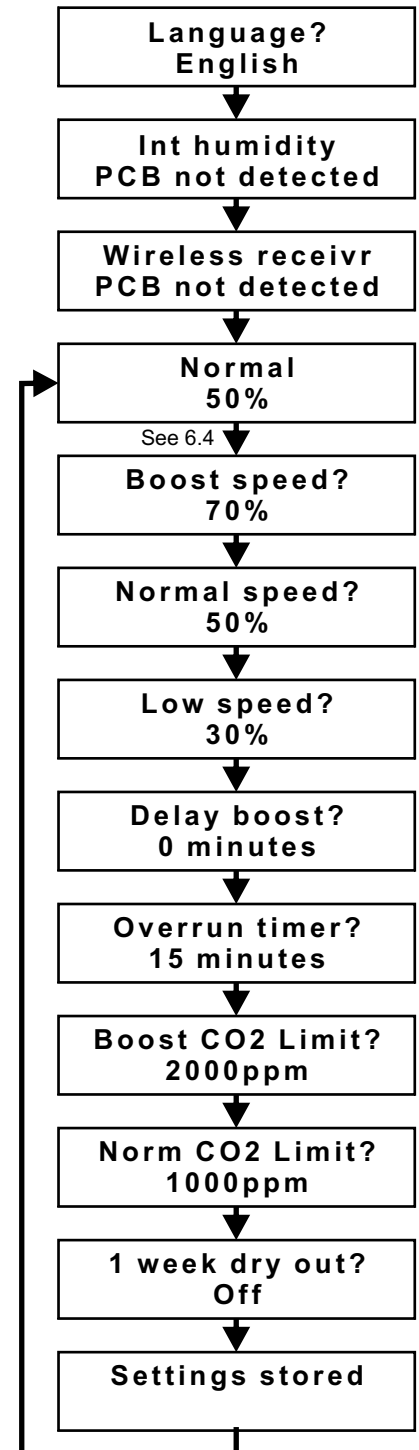 Language?
English
Int humidity
PCB not detected
Wireless receivr
PCB not detected
Normal
50%
See 6.4
Boost speed?
70%
Normal speed?
50%
Low speed?
30%
Delay boost?
0 minutes
Overrun timer?
15 minutes
Boost CO2 Limit?
2000ppm
Norm CO2 Limit?
1000ppm
1 week dry out?
Off
Settings stored